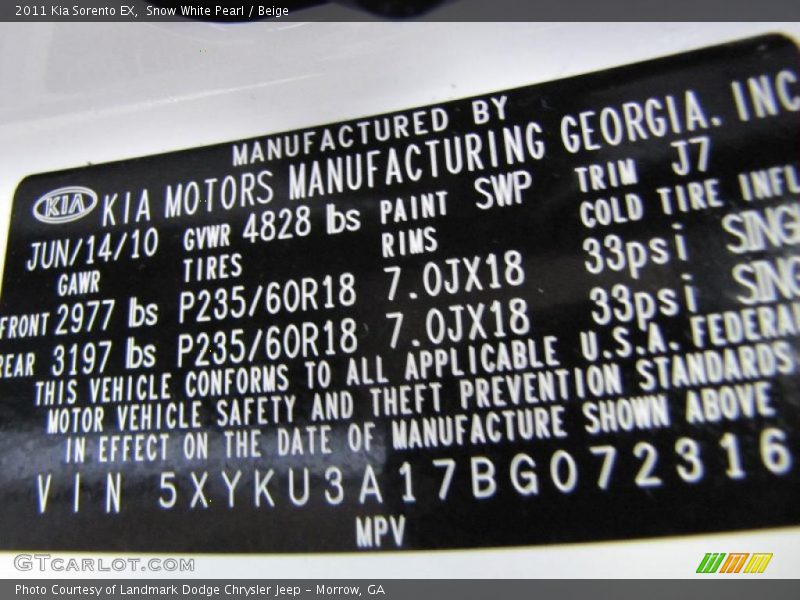 2011 Kia Sorento EX, Snow White Pearl / Beige
MANUFACTURED BY
KIA KIA MOTORS MANUFACTURING GEORGIA. INC
JUN/14/10 GVWR 4828 lbs PAINT SWP TRIM J7
GAWR TIRES RIMS COLD TIRE INFL
FRONT 2977 lbs P235/60R18 7.0JX18 33psi SINGL
REAR 3197 lbs P235/60R18 7.0JX18 33psi SING
THIS VEHICLE CONFORMS TO ALL APPLICABLE U.S.A. FEDERAL
MOTOR VEHICLE SAFETY AND THEFT PREVENTION STANDARDS
IN EFFECT ON THE DATE OF MANUFACTURE SHOWN ABOVE
VIN 5XYKU3A17BG072316
MPV
GTCARLOT.COM
Photo Courtesy of Landmark Dodge Chrysler Jeep - Morrow, GA